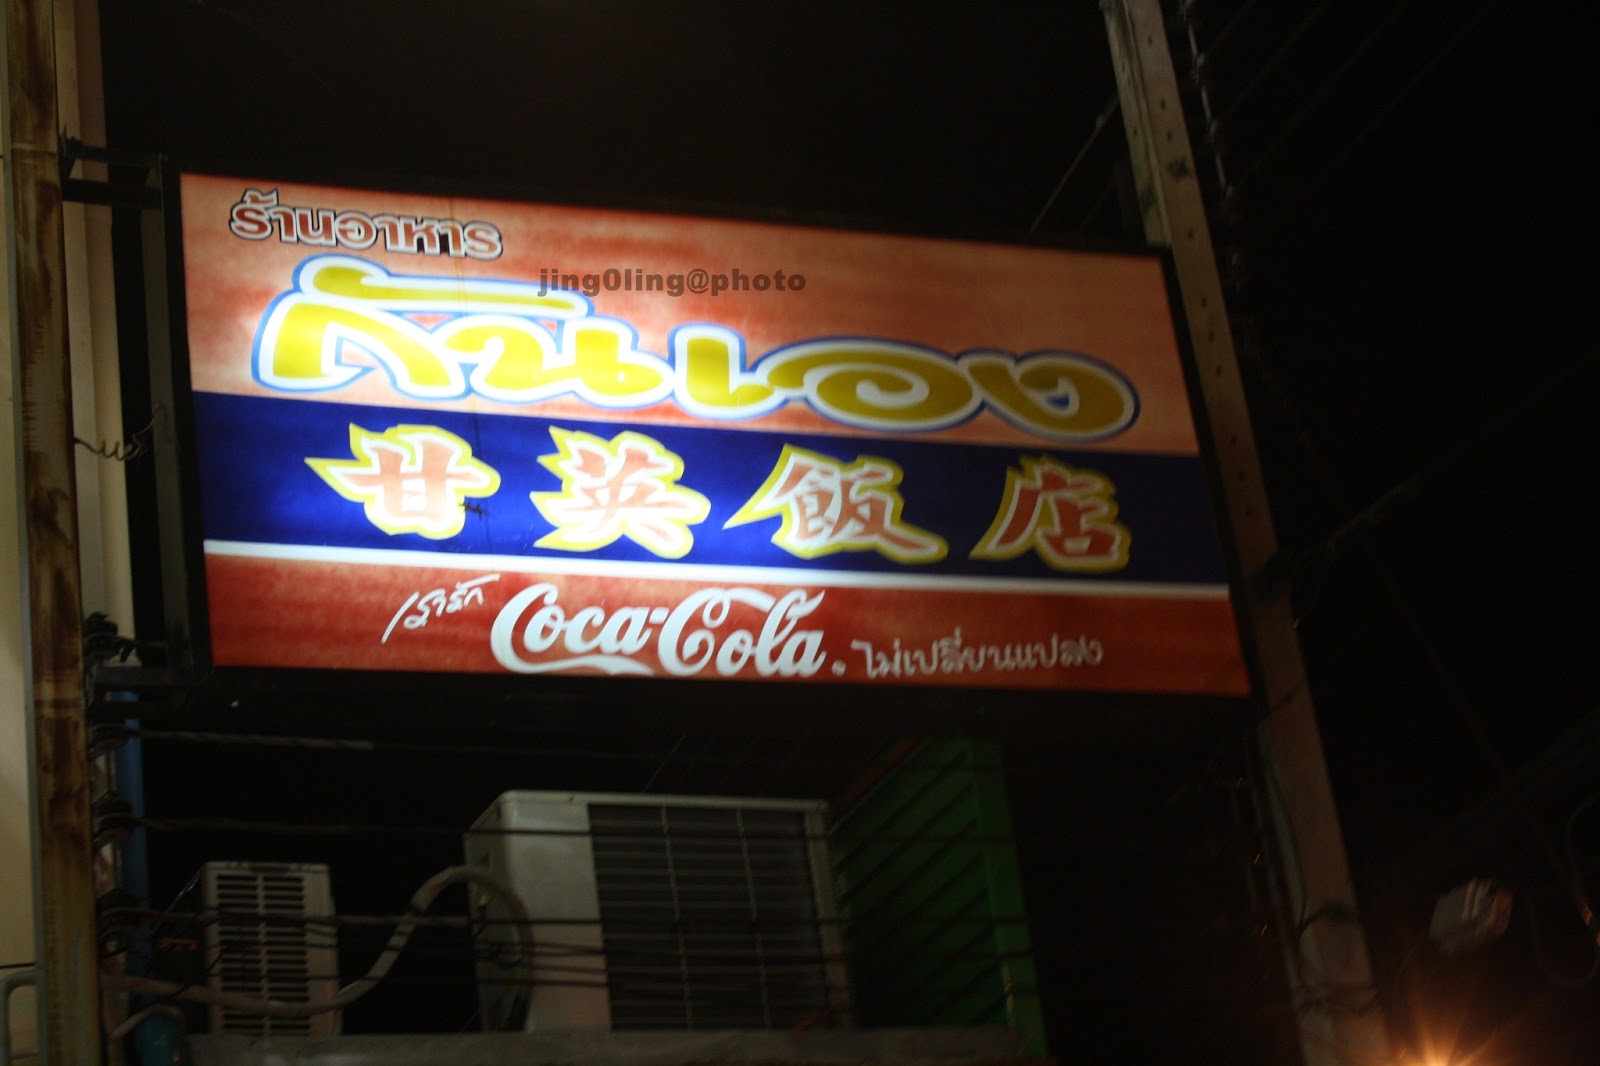 ร้านอาหาร
jing0ling@photo
กันเอง
甘英飯店
เรารัก Coca-Cola ไม่เปลี่ยนแปลง